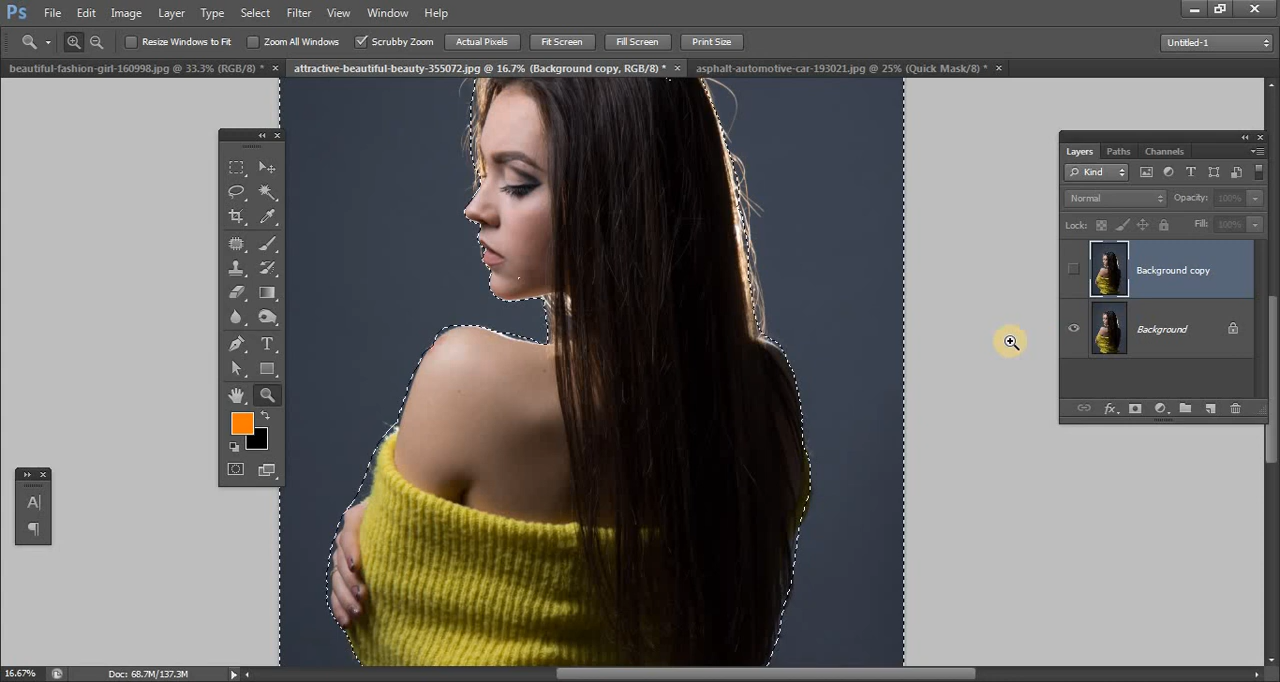 Ps File Edit Image Layer Type Select Filter View Window Help
Resize Windows to Fit Zoom All Windows Scrubby Zoom Actual Pixels Fit Screen Fill Screen Print Size Untitled-1
beautiful-fashion-girl-160998.jpg @ 33.3% (RGB/8) * × attractive-beautiful-beauty-355072.jpg @ 16.7% (Background copy, RGB/8) * × asphalt-automotive-car-193021.jpg @ 25% (Quick Mask/8) * ×
Layers Paths Channels
Kind T
Normal Opacity: 100%
Lock: Fill: 100%
Background copy
Background
T
A
¶
fx
16.67% Doc: 68.7M/137.3M